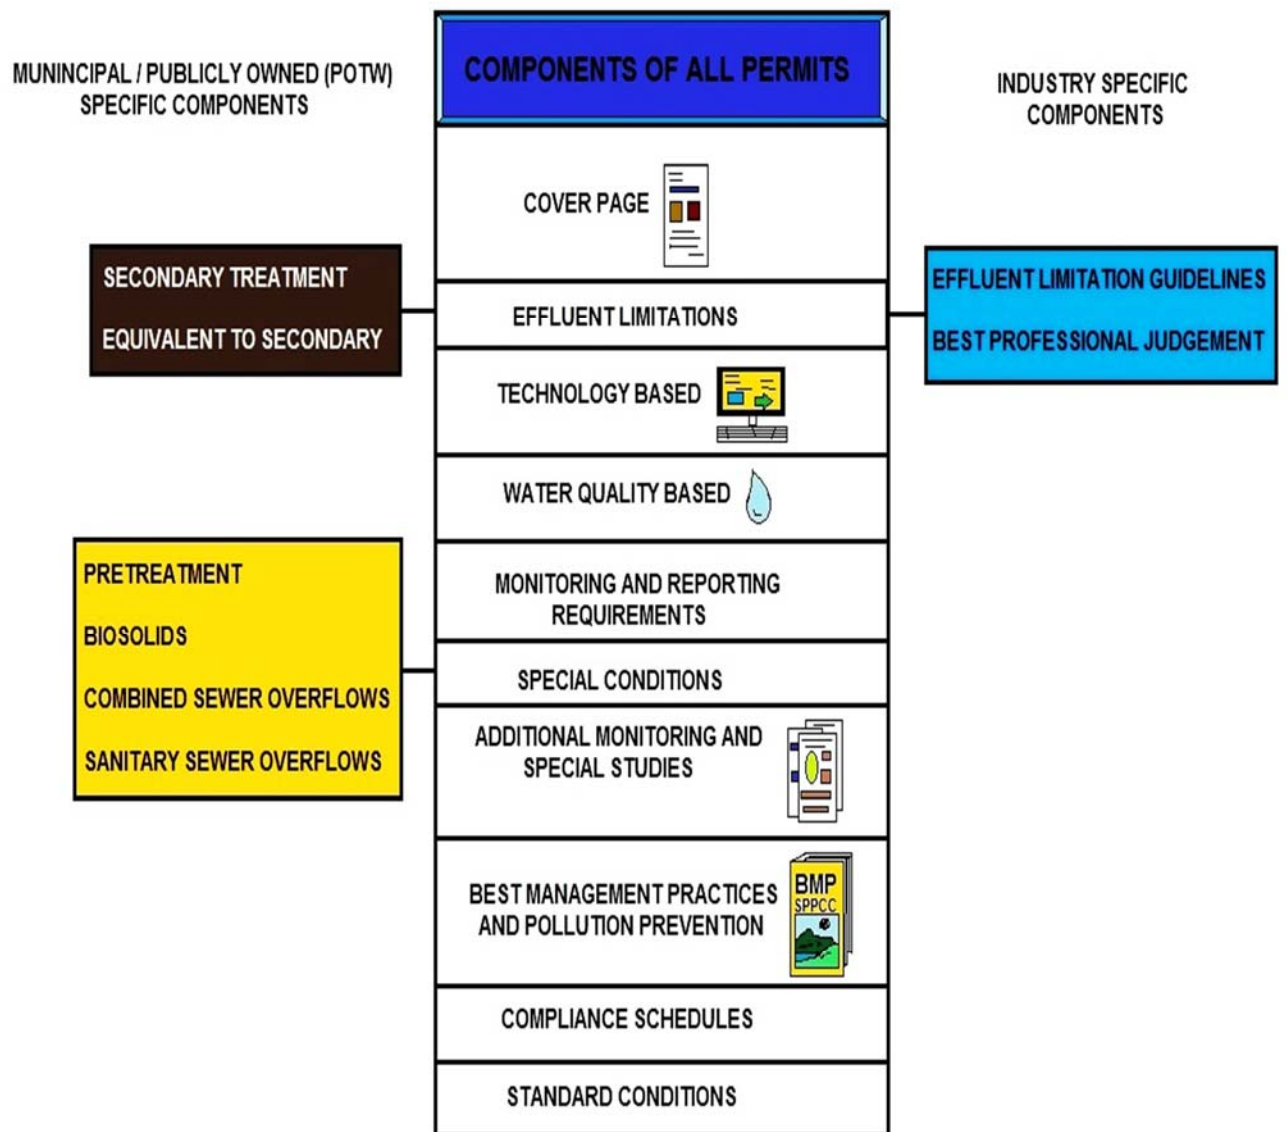 MUNINCIPAL / PUBLICLY OWNED (POTW)
SPECIFIC COMPONENTS
COMPONENTS OF ALL PERMITS
INDUSTRY SPECIFIC
COMPONENTS
COVER PAGE
SECONDARY TREATMENT
EQUIVALENT TO SECONDARY
EFFLUENT LIMITATIONS
EFFLUENT LIMITATION GUIDELINES
BEST PROFESSIONAL JUDGEMENT
TECHNOLOGY BASED
WATER QUALITY BASED
PRETREATMENT
BIOSOLIDS
COMBINED SEWER OVERFLOWS
SANITARY SEWER OVERFLOWS
MONITORING AND REPORTING
REQUIREMENTS
SPECIAL CONDITIONS
ADDITIONAL MONITORING AND
SPECIAL STUDIES
BEST MANAGEMENT PRACTICES
AND POLLUTION PREVENTION
BMP
SPPCC
COMPLIANCE SCHEDULES
STANDARD CONDITIONS